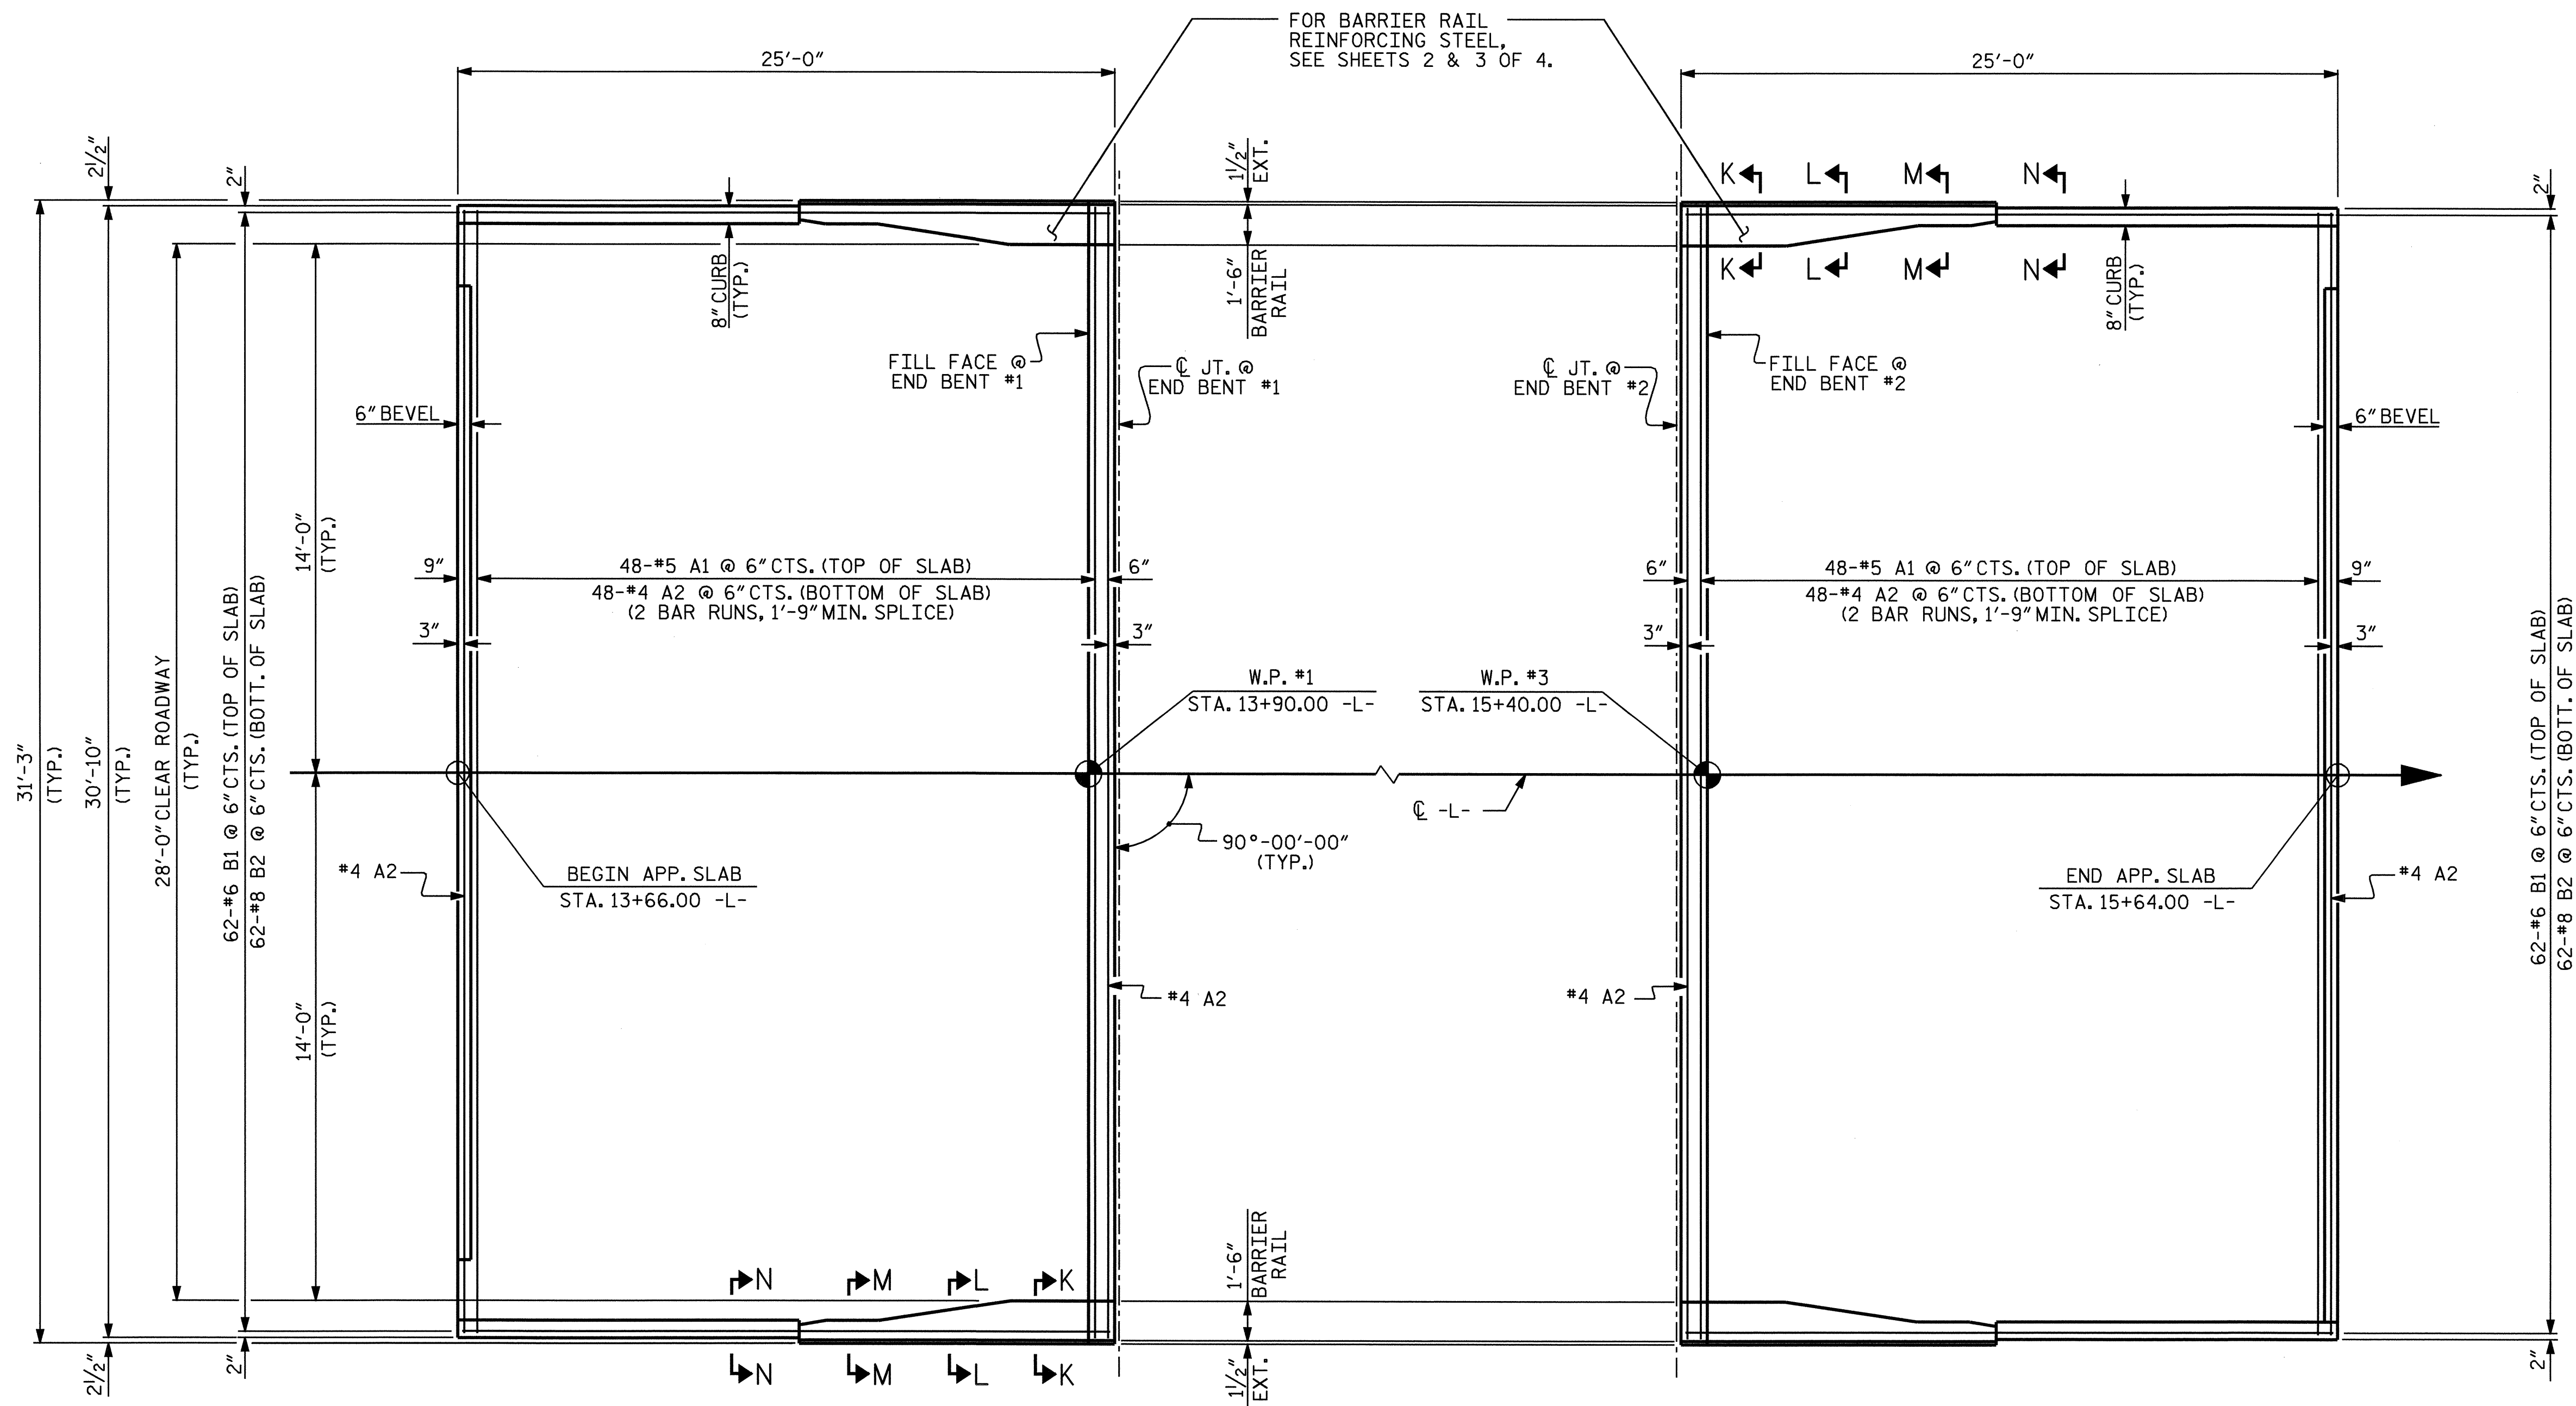 FOR BARRIER RAIL
REINFORCING STEEL,
SEE SHEETS 2 & 3 OF 4.
25'-0"
25'-0"
2½"
2"
1½"
EXT.
K
L
M
N
2"
8" CURB
(TYP.)
1'-6"
BARRIER
RAIL
K
L
M
N
8" CURB
(TYP.)
FILL FACE @
END BENT #1
℄ JT. @
END BENT #1
℄ JT. @
END BENT #2
FILL FACE @
END BENT #2
6" BEVEL
6" BEVEL
14'-0"
(TYP.)
9"
48-#5 A1 @ 6" CTS. (TOP OF SLAB)
48-#4 A2 @ 6" CTS. (BOTTOM OF SLAB)
(2 BAR RUNS, 1'-9" MIN. SPLICE)
6"
6"
48-#5 A1 @ 6" CTS. (TOP OF SLAB)
48-#4 A2 @ 6" CTS. (BOTTOM OF SLAB)
(2 BAR RUNS, 1'-9" MIN. SPLICE)
9"
3"
3"
3"
3"
W.P. #1
STA. 13+90.00 -L-
W.P. #3
STA. 15+40.00 -L-
31'-3"
(TYP.)
30'-10"
(TYP.)
28'-0" CLEAR ROADWAY
(TYP.)
62-#6 B1 @ 6" CTS. (TOP OF SLAB)
62-#8 B2 @ 6" CTS. (BOTT. OF SLAB)
62-#6 B1 @ 6" CTS. (TOP OF SLAB)
62-#8 B2 @ 6" CTS. (BOTT. OF SLAB)
℄ -L-
90°-00'-00"
(TYP.)
#4 A2
BEGIN APP. SLAB
STA. 13+66.00 -L-
END APP. SLAB
STA. 15+64.00 -L-
#4 A2
14'-0"
(TYP.)
#4 A2
#4 A2
1'-6"
BARRIER
RAIL
N
M
L
K
N
M
L
K
2½"
2"
1½"
EXT.
2"